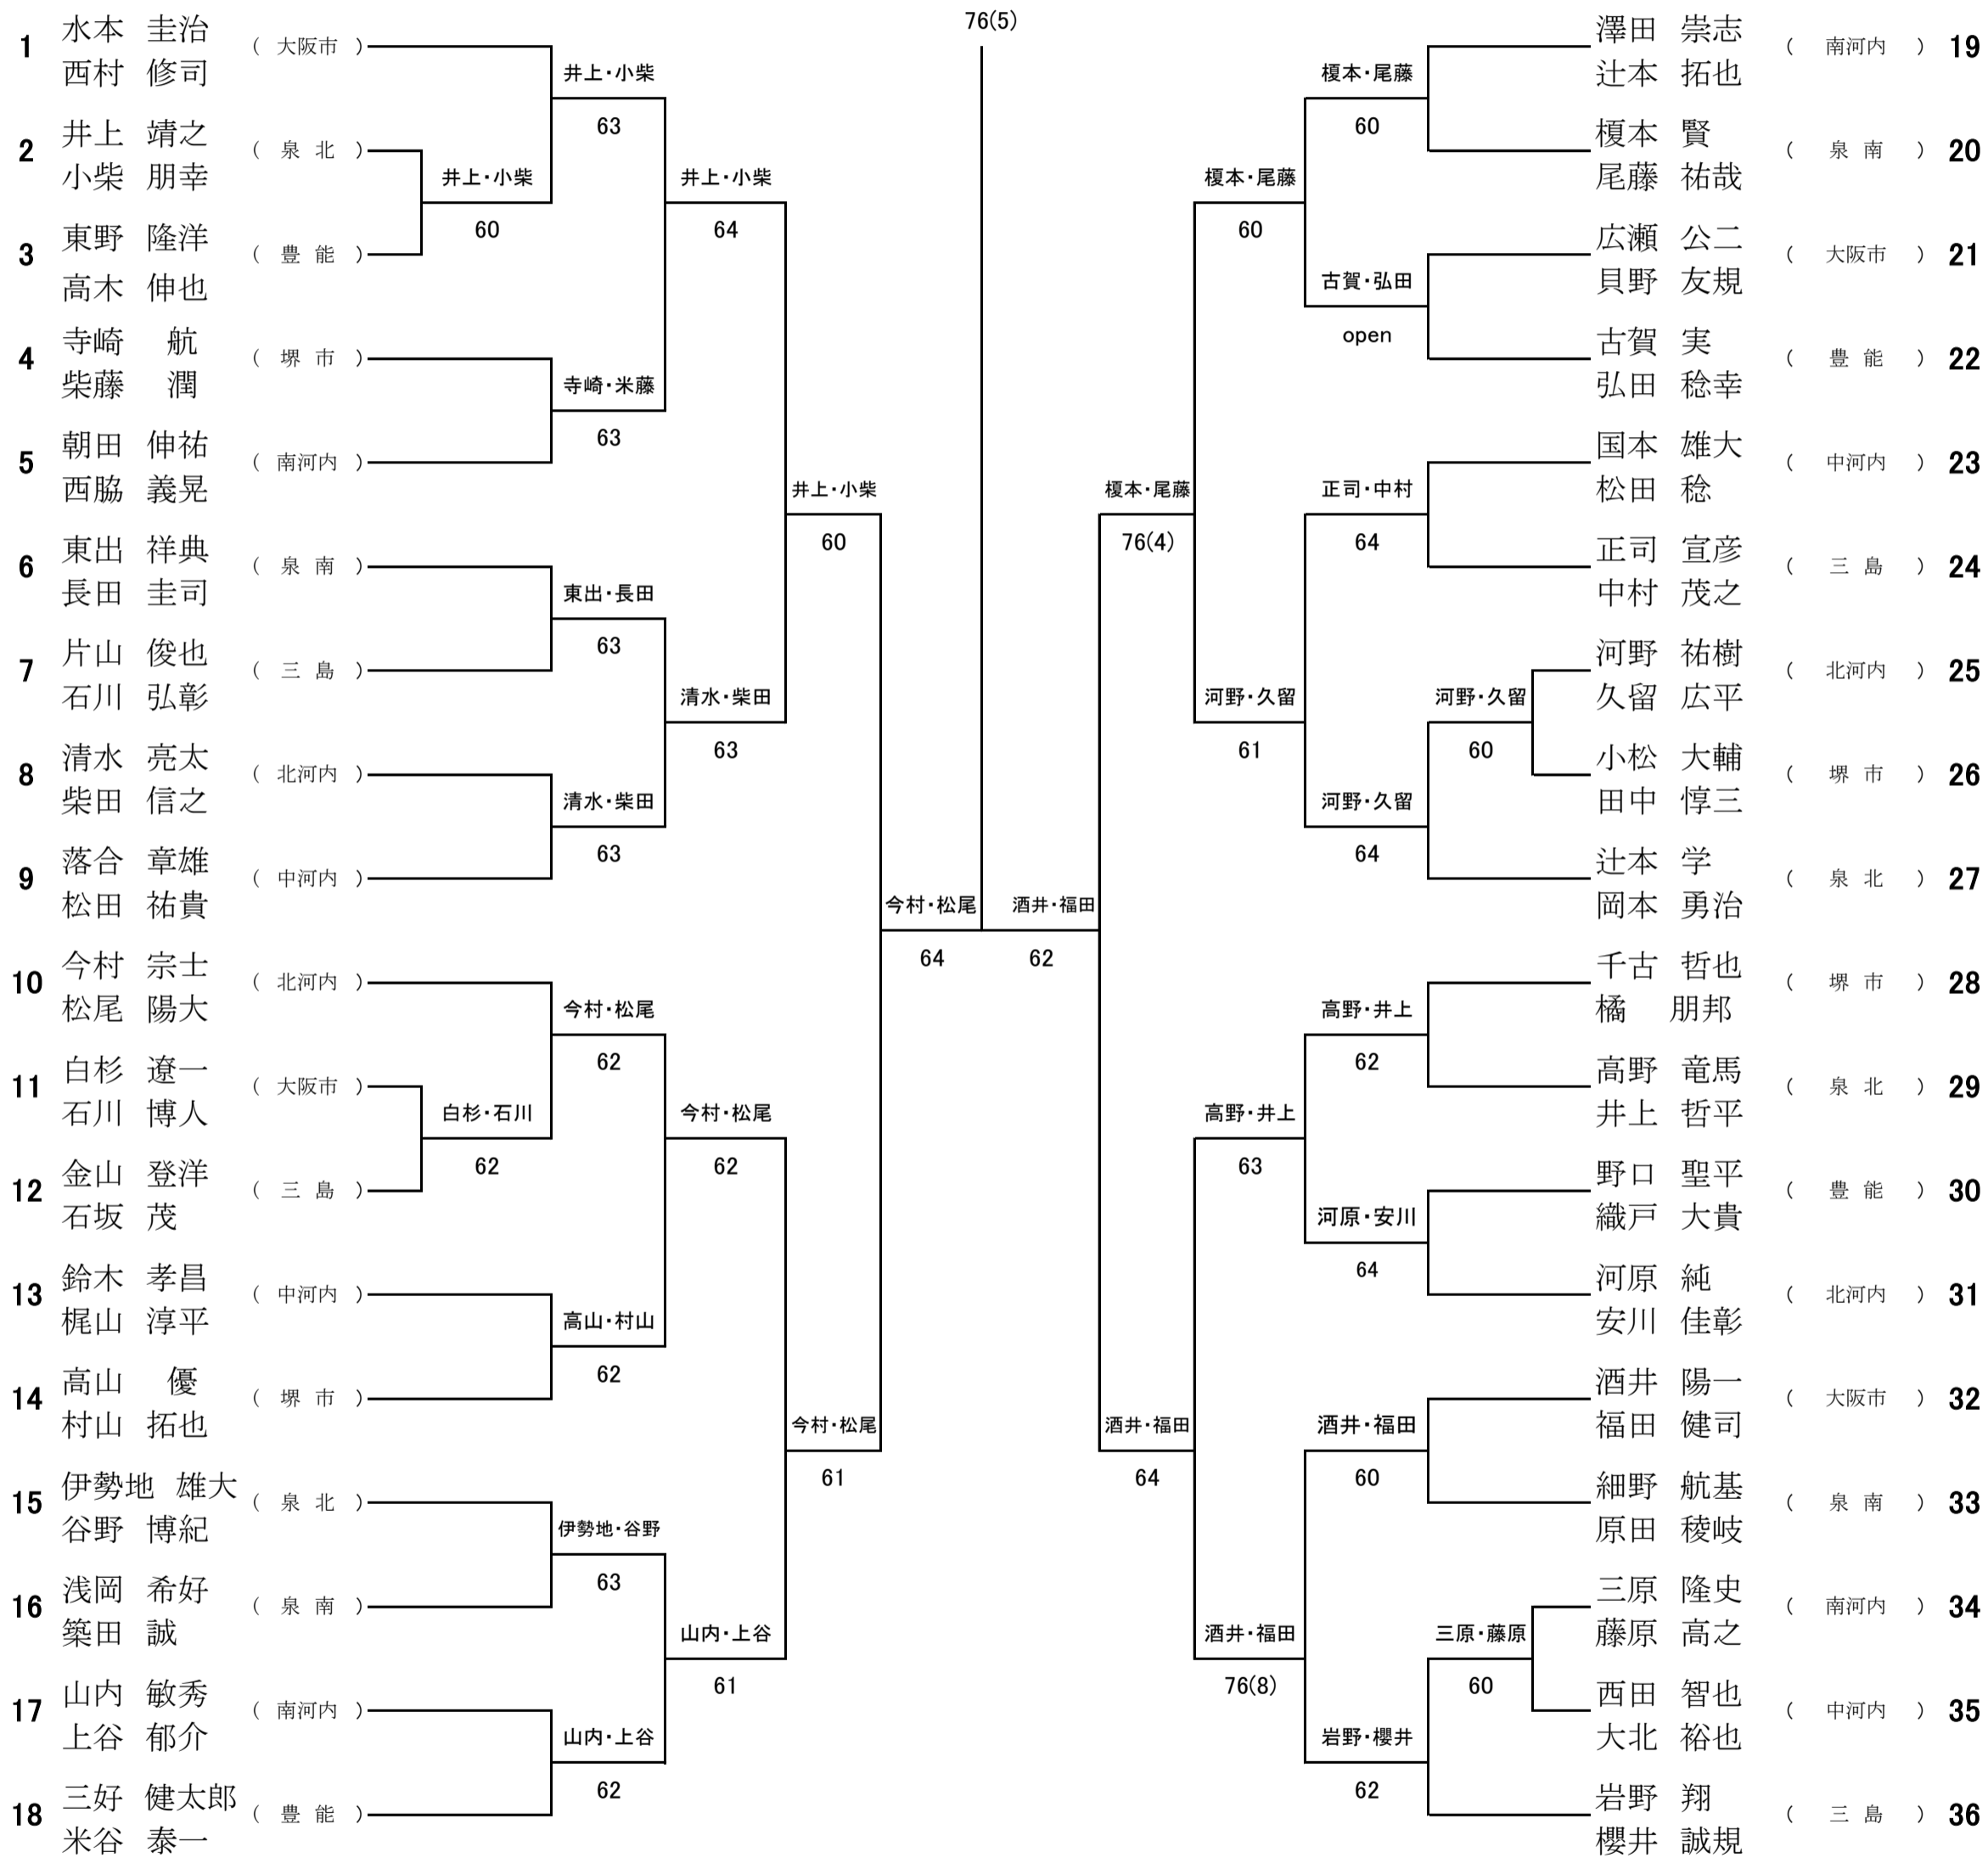 76(5)
1 水本 圭治 ( 大阪市 )
西村 修司
井上・小柴
63
2 井上 靖之 ( 泉 北 )
小柴 朋幸
井上・小柴
60
井上・小柴
64
3 東野 隆洋 ( 豊 能 )
高木 伸也
4 寺崎 航 ( 堺 市 )
柴藤 潤
寺崎・米藤
63
5 朝田 伸祐 ( 南河内 )
西脇 義晃
井上・小柴
60
6 東出 祥典 ( 泉 南 )
長田 圭司
東出・長田
63
7 片山 俊也 ( 三 島 )
石川 弘彰
清水・柴田
63
8 清水 亮太 ( 北河内 )
柴田 信之
清水・柴田
63
9 落合 章雄 ( 中河内 )
松田 祐貴
今村・松尾
64
10 今村 宗士 ( 北河内 )
松尾 陽大
今村・松尾
62
11 白杉 遼一 ( 大阪市 )
石川 博人
白杉・石川
62
今村・松尾
62
12 金山 登洋 ( 三 島 )
石坂 茂
13 鈴木 孝昌 ( 中河内 )
梶山 淳平
高山・村山
62
14 高山 優 ( 堺 市 )
村山 拓也
今村・松尾
61
15 伊勢地 雄大 ( 泉 北 )
谷野 博紀
伊勢地・谷野
63
16 浅岡 希好 ( 泉 南 )
築田 誠
山内・上谷
61
17 山内 敏秀 ( 南河内 )
上谷 郁介
山内・上谷
62
18 三好 健太郎 ( 豊 能 )
米谷 泰一
澤田 崇志 ( 南河内 ) 19
辻本 拓也
榎本・尾藤
60
榎本 賢 ( 泉 南 ) 20
尾藤 祐哉
榎本・尾藤
60
広瀬 公二 ( 大阪市 ) 21
貝野 友規
古賀・弘田
open
古賀 実 ( 豊 能 ) 22
弘田 稔幸
国本 雄大 ( 中河内 ) 23
松田 稔
榎本・尾藤
76(4)
正司・中村
64
正司 宣彦 ( 三 島 ) 24
中村 茂之
河野 祐樹 ( 北河内 ) 25
久留 広平
河野・久留
61
河野・久留
60
小松 大輔 ( 堺 市 ) 26
田中 惇三
河野・久留
64
辻本 学 ( 泉 北 ) 27
岡本 勇治
酒井・福田
62
千古 哲也 ( 堺 市 ) 28
橘 朋邦
高野・井上
62
高野 竜馬 ( 泉 北 ) 29
井上 哲平
高野・井上
63
野口 聖平 ( 豊 能 ) 30
織戸 大貴
河原・安川
64
河原 純 ( 北河内 ) 31
安川 佳彰
酒井 陽一 ( 大阪市 ) 32
福田 健司
酒井・福田
64
酒井・福田
60
細野 航基 ( 泉 南 ) 33
原田 稜岐
三原 隆史 ( 南河内 ) 34
藤原 高之
酒井・福田
76(8)
三原・藤原
60
西田 智也 ( 中河内 ) 35
大北 裕也
岩野・櫻井
62
岩野 翔 ( 三 島 ) 36
櫻井 誠規